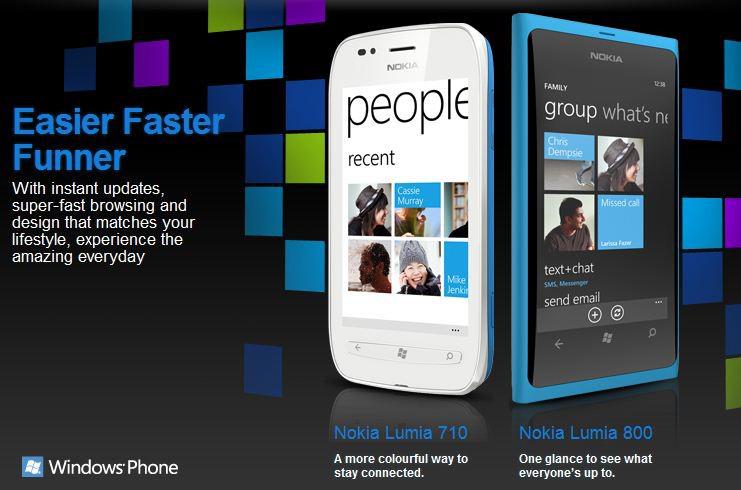 Easier Faster
Funner
With instant updates,
super-fast browsing and
design that matches your
lifestyle, experience the
amazing everyday
NOKIA
people
recent
Cassie
Murray
Mike
Jenkin
NOKIA
FAMILY
12:38
group what's ne
Chris
Dempsie
Missed call
Larissa Fazer
text+chat
SMS, Messenger
send email
Nokia Lumia 710
A more colourful way to
stay connected.
Nokia Lumia 800
One glance to see what
everyone's up to.
Windows Phone